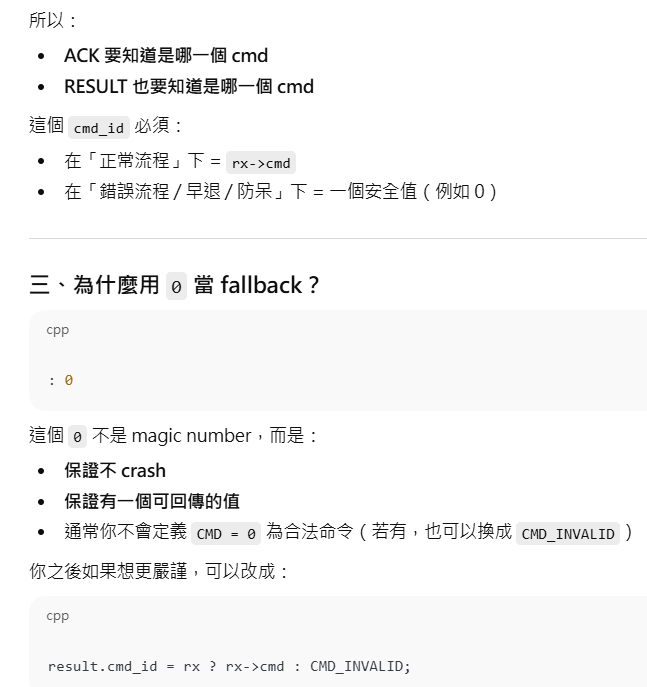 所以：
• ACK 要知道是哪一個 cmd
• RESULT 也要知道是哪一個 cmd
這個 cmd_id 必須：
• 在「正常流程」下 = rx->cmd
• 在「錯誤流程 / 早退 / 防呆」下 = 一個安全值（例如 0）
三、為什麼用 0 當 fallback？
cpp
: 0
這個 0 不是 magic number，而是：
• 保證不 crash
• 保證有一個可回傳的值
• 通常你不會定義 CMD = 0 為合法命令（若有，也可以換成 CMD_INVALID）
你之後如果想更嚴謹，可以改成：
cpp
result.cmd_id = rx ? rx->cmd : CMD_INVALID;